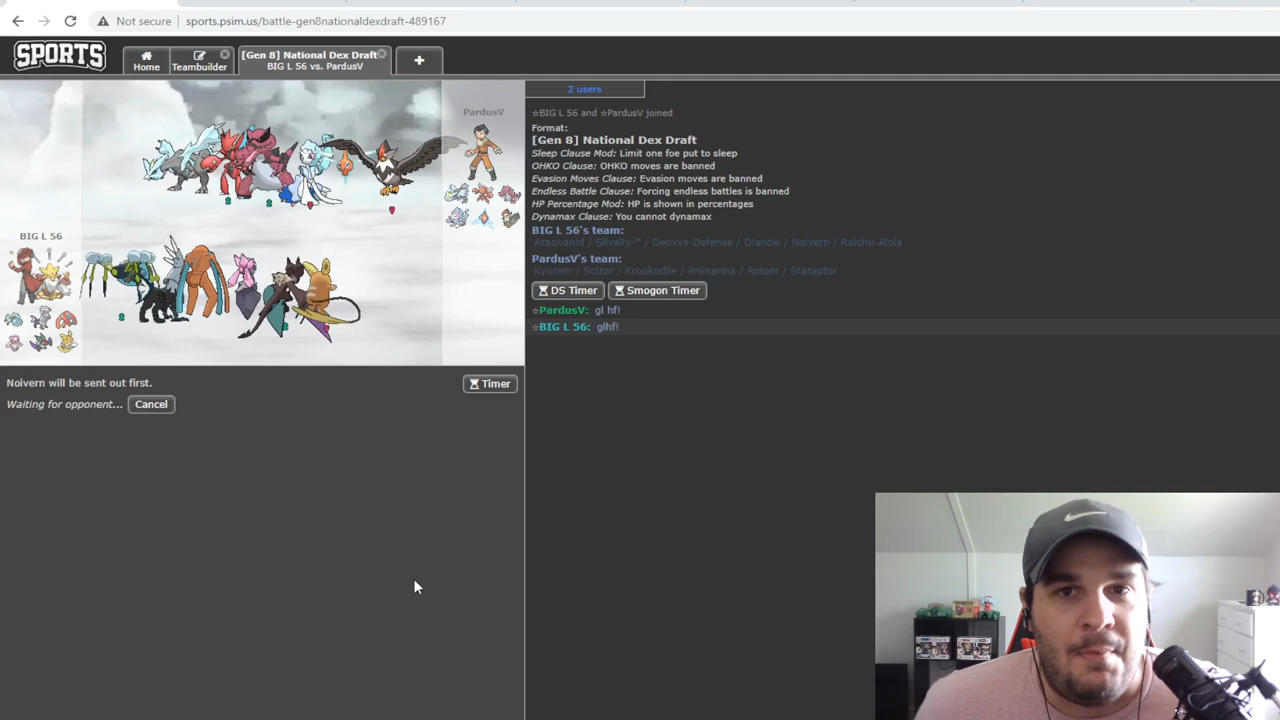 Not secure | sports.psim.us/battle-gen8nationaldexdraft-489167
SPORTS
Home
Teambuilder
[Gen 8] National Dex Draft
BIG L 56 vs. PardusV
+
2 users
☆BIG L 56 and ☆PardusV joined
Format:
[Gen 8] National Dex Draft
Sleep Clause Mod: Limit one foe put to sleep
OHKO Clause: OHKO moves are banned
Evasion Moves Clause: Evasion moves are banned
Endless Battle Clause: Forcing endless battles is banned
HP Percentage Mod: HP is shown in percentages
Dynamax Clause: You cannot dynamax
BIG L 56's team:
Araquanid / Silvally-* / Deoxys-Defense / Diancie / Noivern / Raichu-Alola
PardusV's team:
Kyurem / Scizor / Krookodile / Primarina / Rotom / Staraptor
DS Timer
Smogon Timer
☆PardusV: gl hf!
☆BIG L 56: glhf!
PardusV
BIG L 56
Noivern will be sent out first.
Timer
Waiting for opponent...
Cancel